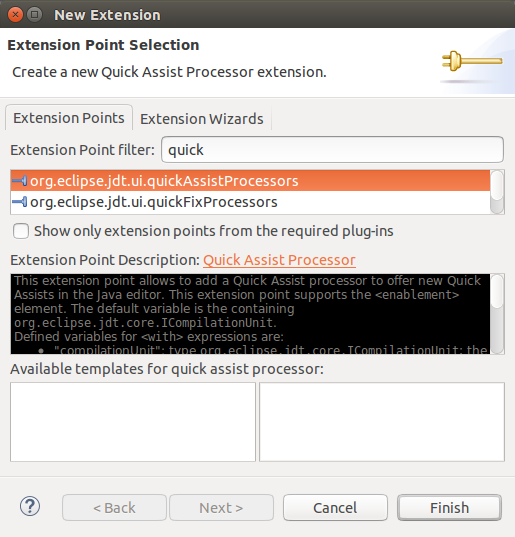 New Extension
Extension Point Selection
Create a new Quick Assist Processor extension.
Extension Points
Extension Wizards
Extension Point filter: quick
org.eclipse.jdt.ui.quickAssistProcessors
org.eclipse.jdt.ui.quickFixProcessors
Show only extension points from the required plug-ins
Extension Point Description: Quick Assist Processor
This extension point allows to add a Quick Assist processor to offer new Quick
Assists in the Java editor. This extension point supports the <enablement>
element. The default variable is the containing
org.eclipse.jdt.core.ICompilationUnit.
Defined variables for <with> expressions are:
• "compilationUnit": type org.eclipse.jdt.core.ICompilationUnit; the
Available templates for quick assist processor:
?
< Back
Next >
Cancel
Finish